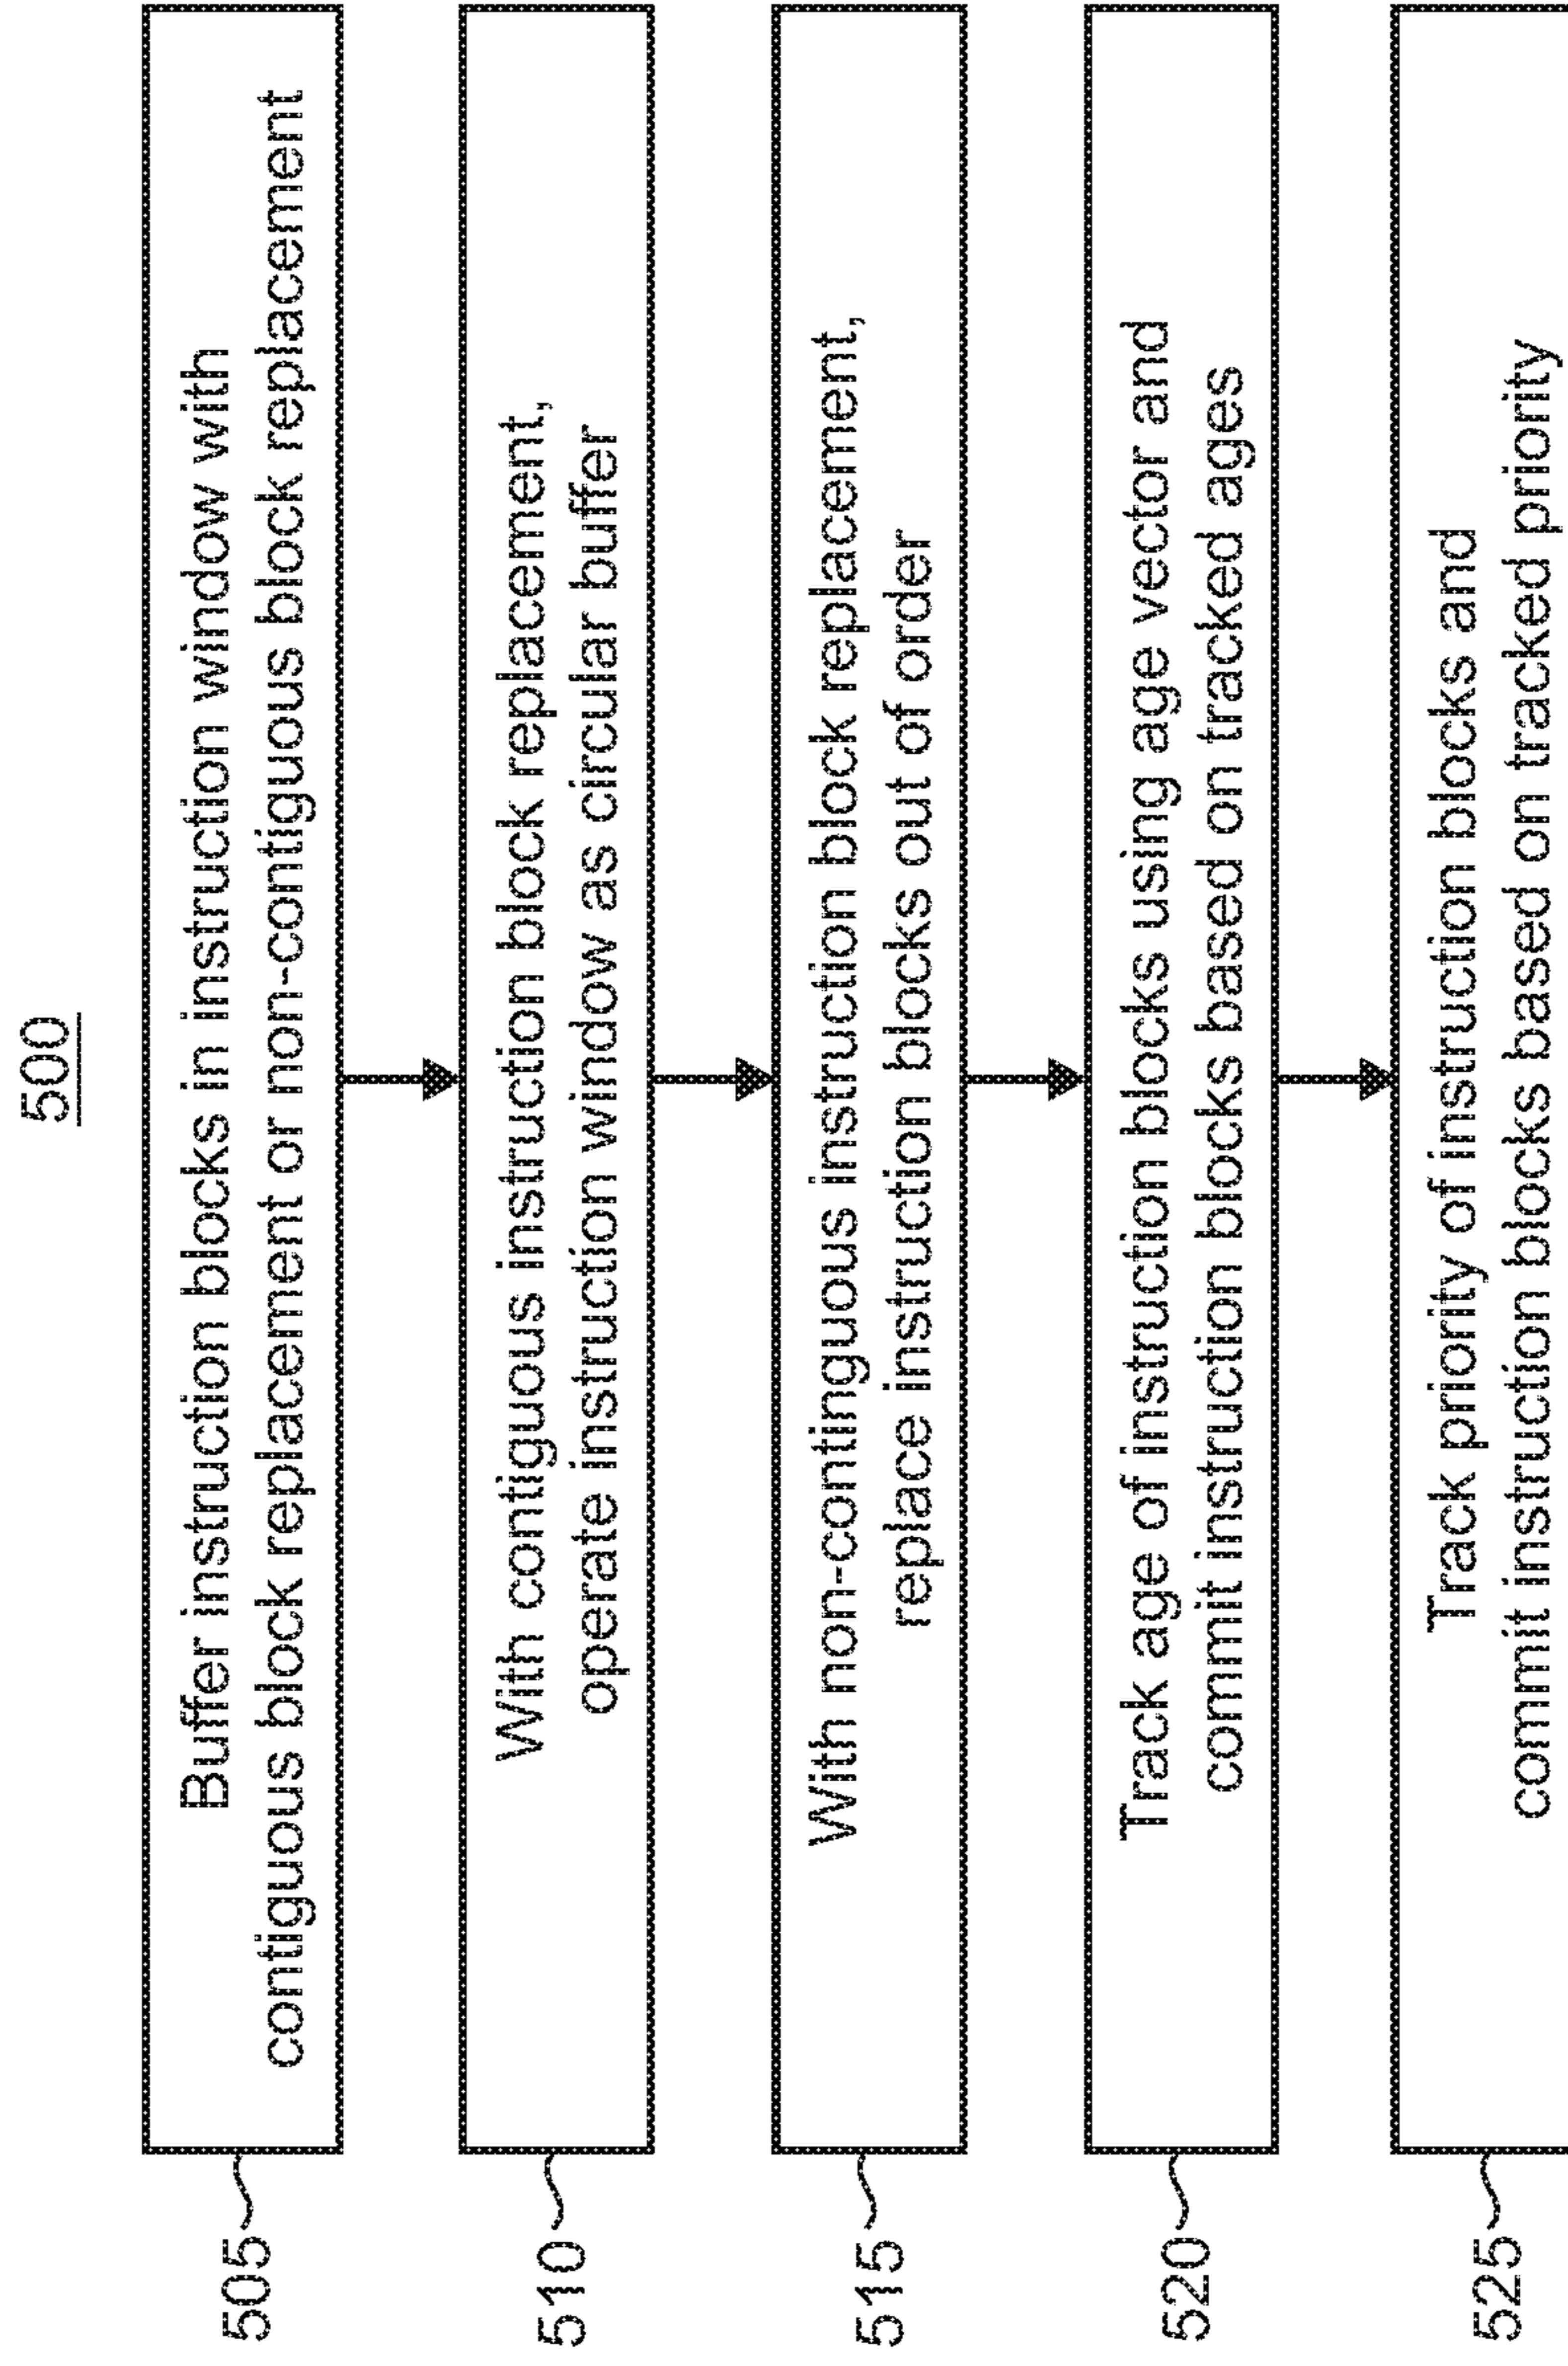 500
505
Buffer instruction blocks in instruction window with
contiguous block replacement or non-contiguous block replacement
510
With contiguous instruction block replacement,
operate instruction window as circular buffer
515
With non-continguous instruction block replacement,
replace instruction blocks out of order
520
Track age of instruction blocks using age vector and
commit instruction blocks based on tracked ages
525
Track priority of instruction blocks and
commit instruction blocks based on tracked priority